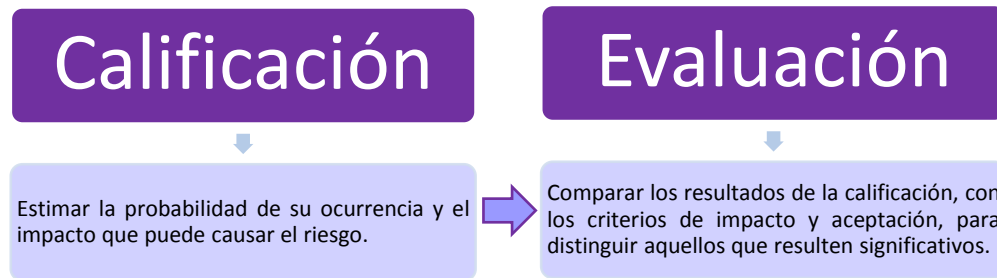 Calificación
Estimar la probabilidad de su ocurrencia y el
impacto que puede causar el riesgo.
Evaluación
Comparar los resultados de la calificación, con
los criterios de impacto y aceptación, para
distinguir aquellos que resulten significativos.